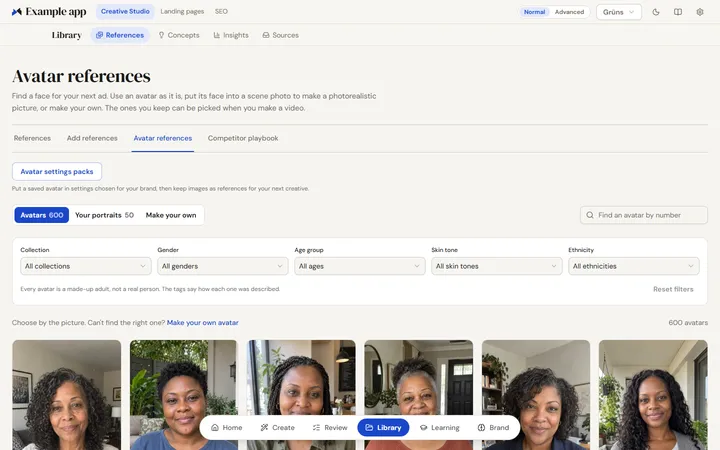 Example app
Creative Studio
Landing pages
SEO
Normal
Advanced
Grüns
Library
References
Concepts
Insights
Sources
Avatar references
Find a face for your next ad. Use an avatar as it is, put its face into a scene photo to make a photorealistic
picture, or make your own. The ones you keep can be picked when you make a video.
References
Add references
Avatar references
Competitor playbook
Avatar settings packs
Put a saved avatar in settings chosen for your brand, then keep images as references for your next creative.
Avatars 600
Your portraits 50
Make your own
Find an avatar by number
Collection
Gender
Age group
Skin tone
Ethnicity
All collections
All genders
All ages
All skin tones
All ethnicities
Every avatar is a made-up adult, not a real person. The tags say how each one was described.
Reset filters
Choose by the picture. Can't find the right one? Make your own avatar
600 avatars
Home
Create
Review
Library
Learning
Brand